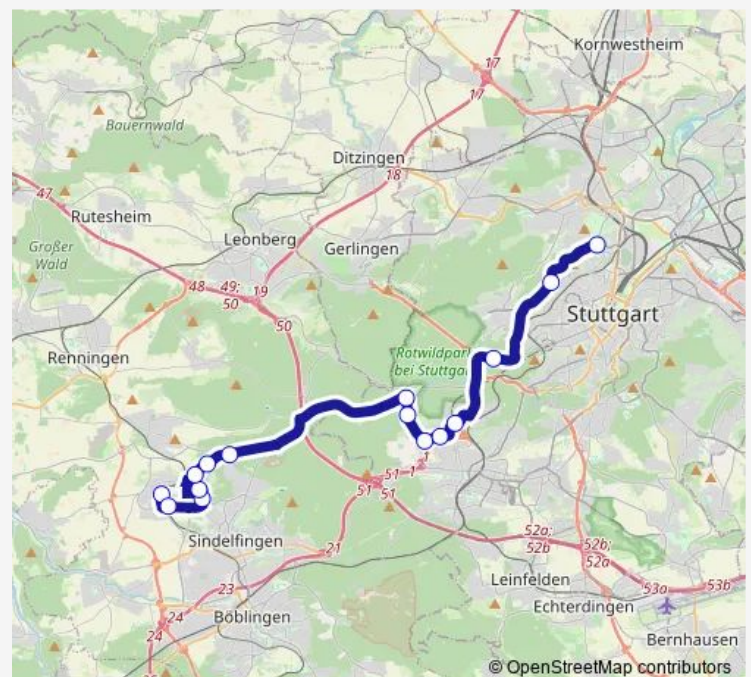 Kornwestheim
17
17
Bauernwald
Ditzingen
18
47
Rutesheim
Leonberg
Gerlingen
Großer
Wald
48
49;
50
19
50
Stuttgart
Renningen
Rotwildpark
bei Stuttga
1
51
51
51
1
Sindelfingen
21
52a;
52b
52b;
52a
23
Leinfelden
53a
53b
Echterdingen
24
24
Böblingen
Bernhausen
© OpenStreetMap contributors